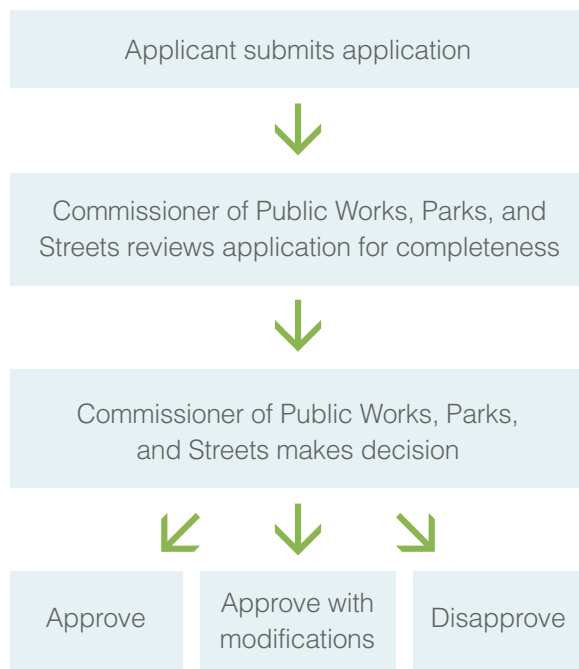 Applicant submits application
Commissioner of Public Works, Parks, and
Streets reviews application for completeness
Commissioner of Public Works, Parks,
and Streets makes decision
Approve
Approve with
modifications
Disapprove